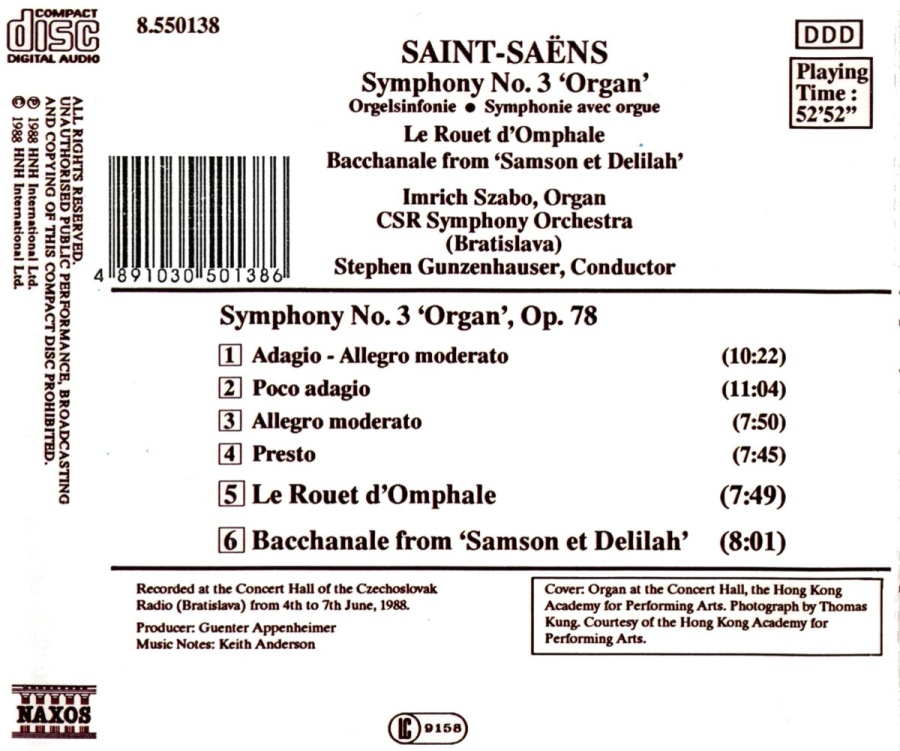 COMPACT
disc
DIGITAL AUDIO
8.550138
DDD
Playing
Time :
52'52”
SAINT-SAËNS
Symphony No. 3 ‘Organ’
Orgelsinfonie ● Symphonie avec orgue
Le Rouet d’Omphale
Bacchanale from ‘Samson et Delilah’
Imrich Szabo, Organ
CSR Symphony Orchestra
(Bratislava)
Stephen Gunzenhauser, Conductor
4 891030 501386
ALL RIGHTS RESERVED.
UNAUTHORISED PUBLIC PERFORMANCE, BROADCASTING
AND COPYING OF THIS COMPACT DISC PROHIBITED.
℗ 1988 HNH International Ltd.
© 1988 HNH International Ltd.
Symphony No. 3 ‘Organ’, Op. 78
1 Adagio - Allegro moderato (10:22)
2 Poco adagio (11:04)
3 Allegro moderato (7:50)
4 Presto (7:45)
5 Le Rouet d’Omphale (7:49)
6 Bacchanale from ‘Samson et Delilah’ (8:01)
Recorded at the Concert Hall of the Czechoslovak
Radio (Bratislava) from 4th to 7th June, 1988.
Producer: Guenter Appenheimer
Music Notes: Keith Anderson
Cover: Organ at the Concert Hall, the Hong Kong
Academy for Performing Arts. Photograph by Thomas
Kung. Courtesy of the Hong Kong Academy for
Performing Arts.
NAXOS
LC 9158